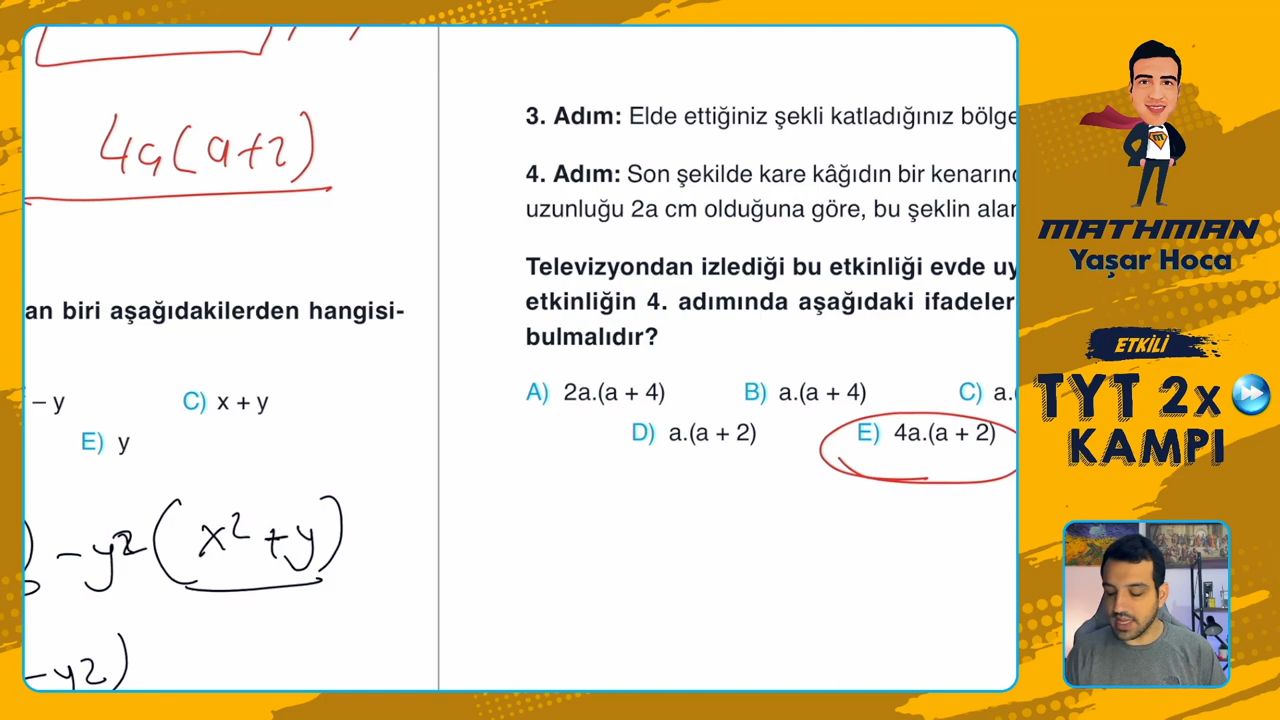 4a(a+2)
an biri aşağıdakilerden hangisi-
– y
C) x + y
E) y
– y² (x² + y)
– y²)
3. Adım: Elde ettiğiniz şekli katladığınız bölge
4. Adım: Son şekilde kare kâğıdın bir kenarınd
uzunluğu 2a cm olduğuna göre, bu şeklin alan
Televizyondan izlediği bu etkinliği evde uy
etkinliğin 4. adımında aşağıdaki ifadeler
bulmalıdır?
A) 2a.(a + 4)
B) a.(a + 4)
C) a.
D) a.(a + 2)
E) 4a.(a + 2)
MATHMAN
Yaşar Hoca
ETKİLİ
TYT 2x
KAMPI